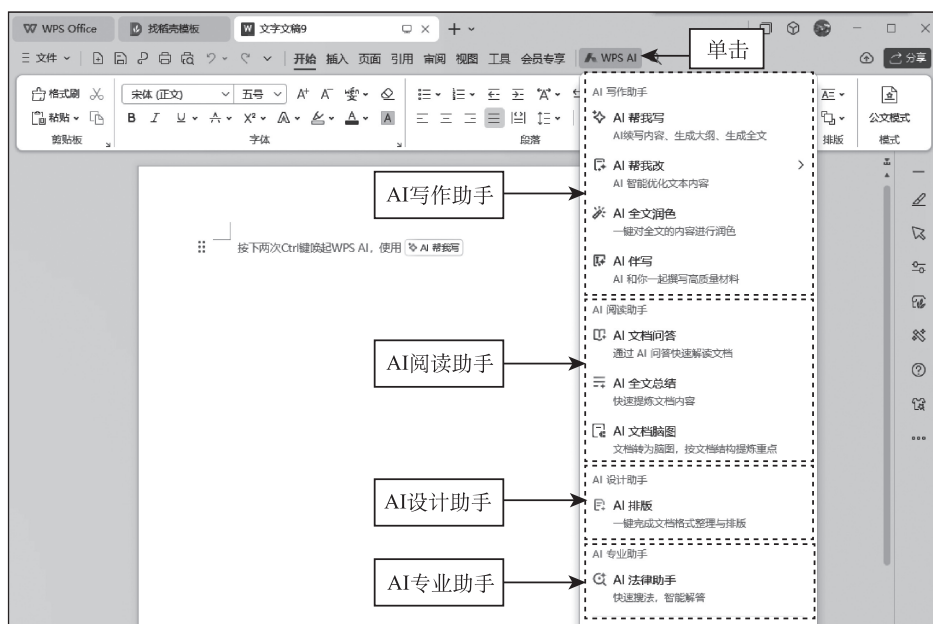 WPS Office 找稻壳模板 文字文稿9
文件 开始 插入 页面 引用 审阅 视图 工具 会员专享 WPS AI 单击 分享
格式刷 宋体 (正文) 五号 A+ A-
粘贴 B I U A X² A A A 公文模式
剪贴板 字体 段落 排版 模式
按下两次Ctrl键唤起WPS AI，使用 AI 帮我写
AI写作助手
AI阅读助手
AI设计助手
AI专业助手
AI 写作助手
AI 帮我写
AI续写内容、生成大纲、生成全文
AI 帮我改
AI 智能优化文本内容
AI 全文润色
一键对全文的内容进行润色
AI 伴写
AI 和你一起撰写高质量材料
AI 阅读助手
AI 文档问答
通过 AI 问答快速解读文档
AI 全文总结
快速提炼文档内容
AI 文档脑图
文档转为脑图，按文档结构提炼重点
AI 设计助手
AI 排版
一键完成文档格式整理与排版
AI 专业助手
AI 法律助手
快速搜法，智能解答